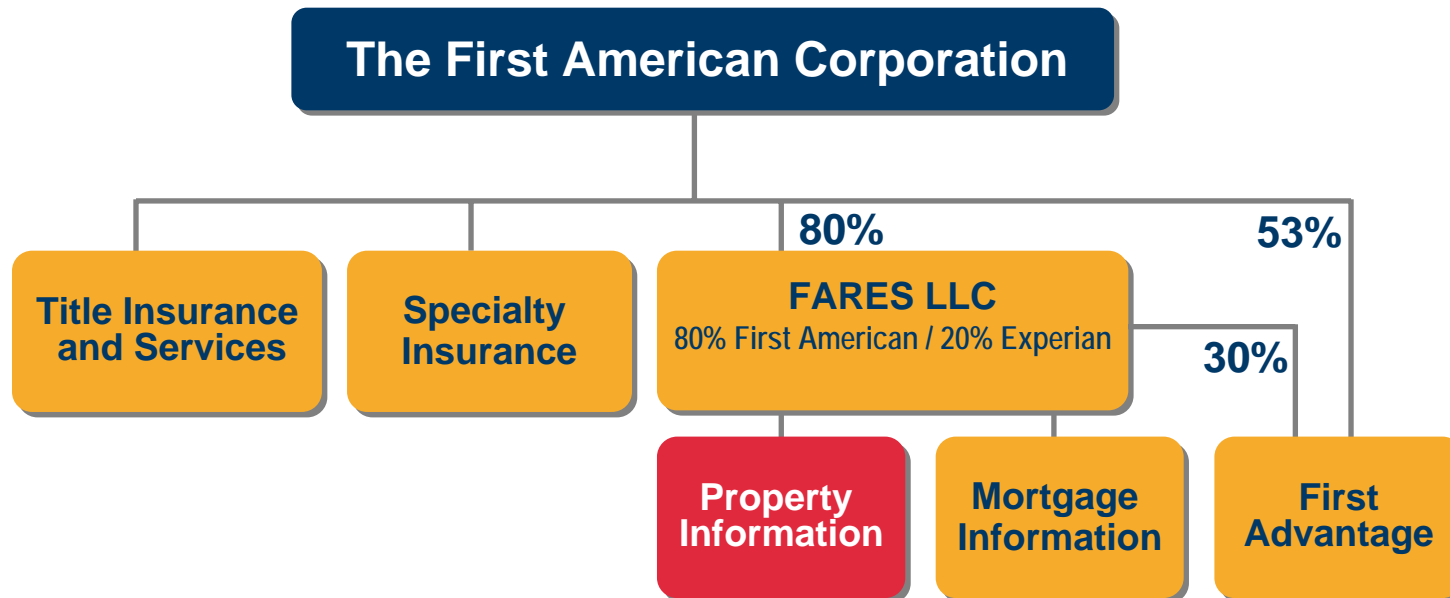 The First American Corporation
80%
53%
Title Insurance
and Services
Specialty
Insurance
FARES LLC
80% First American / 20% Experian
30%
Property
Information
Mortgage
Information
First
Advantage